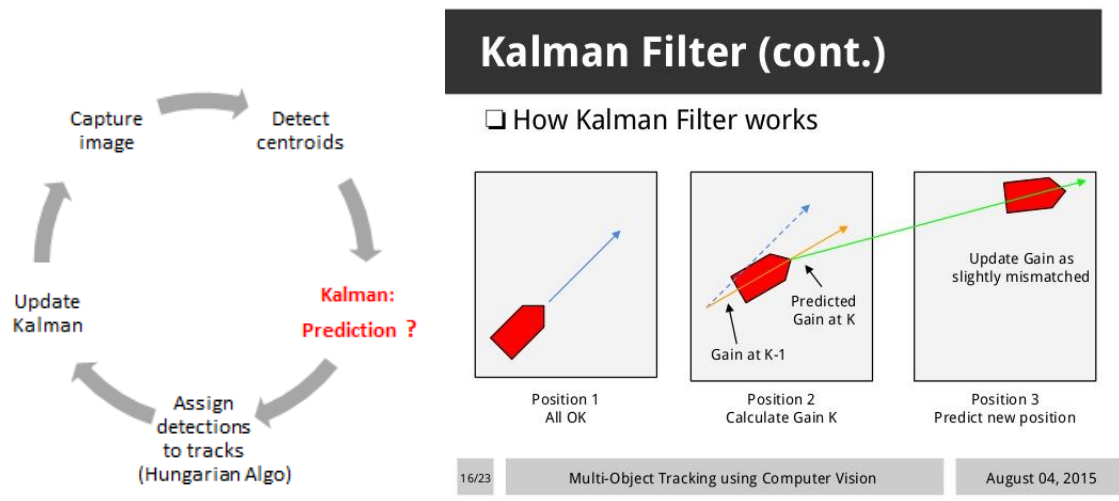 Capture
image
Detect
centroids
Kalman:
Prediction ?
Assign
detections
to tracks
(Hungarian Algo)
Update
Kalman
Kalman Filter (cont.)
❏ How Kalman Filter works
Predicted
Gain at K
Gain at K-1
Update Gain as
slightly mismatched
Position 1
All OK
Position 2
Calculate Gain K
Position 3
Predict new position
16/23
Multi-Object Tracking using Computer Vision
August 04, 2015